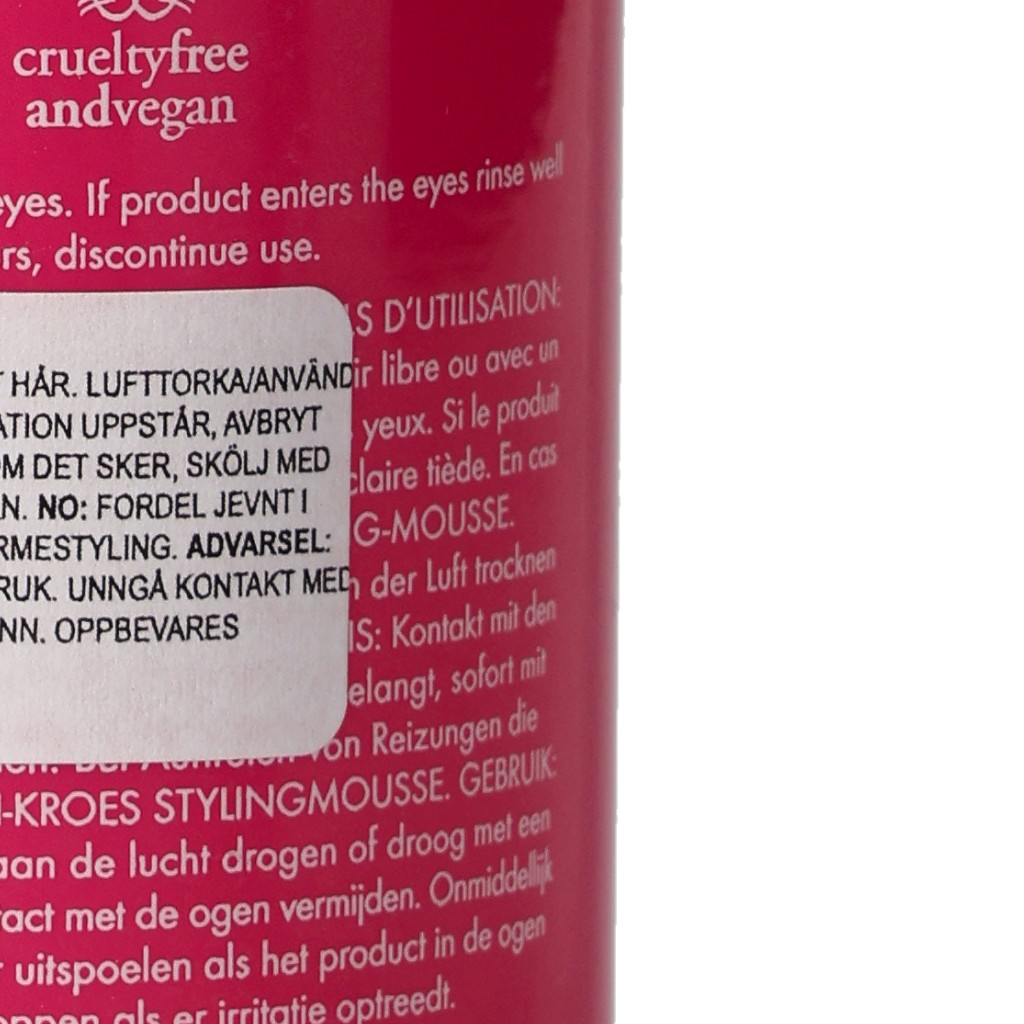 crueltyfree
andvegan
eyes. If product enters the eyes rinse well
rs, discontinue use.
LS D'UTILISATION:
ir libre ou avec un
yeux. Si le produit
claire tiède. En cas
G-MOUSSE.
der Luft trocknen
IS: Kontakt mit den
elangt, sofort mit
von Reizungen die
HÅR. LUFTTORKA/ANVÄND
ATION UPPSTÅR, AVBRYT
OM DET SKER, SKÖLJ MED
N. NO: FORDEL JEVNT I
RMESTYLING. ADVARSEL:
RUK. UNNGÅ KONTAKT MED
NN. OPPBEVARES
I-KROES STYLINGMOUSSE. GEBRUIK:
aan de lucht drogen of droog met een
tact met de ogen vermijden. Onmiddellijk
r uitspoelen als het product in de ogen
oppen als er irritatie optreedt.